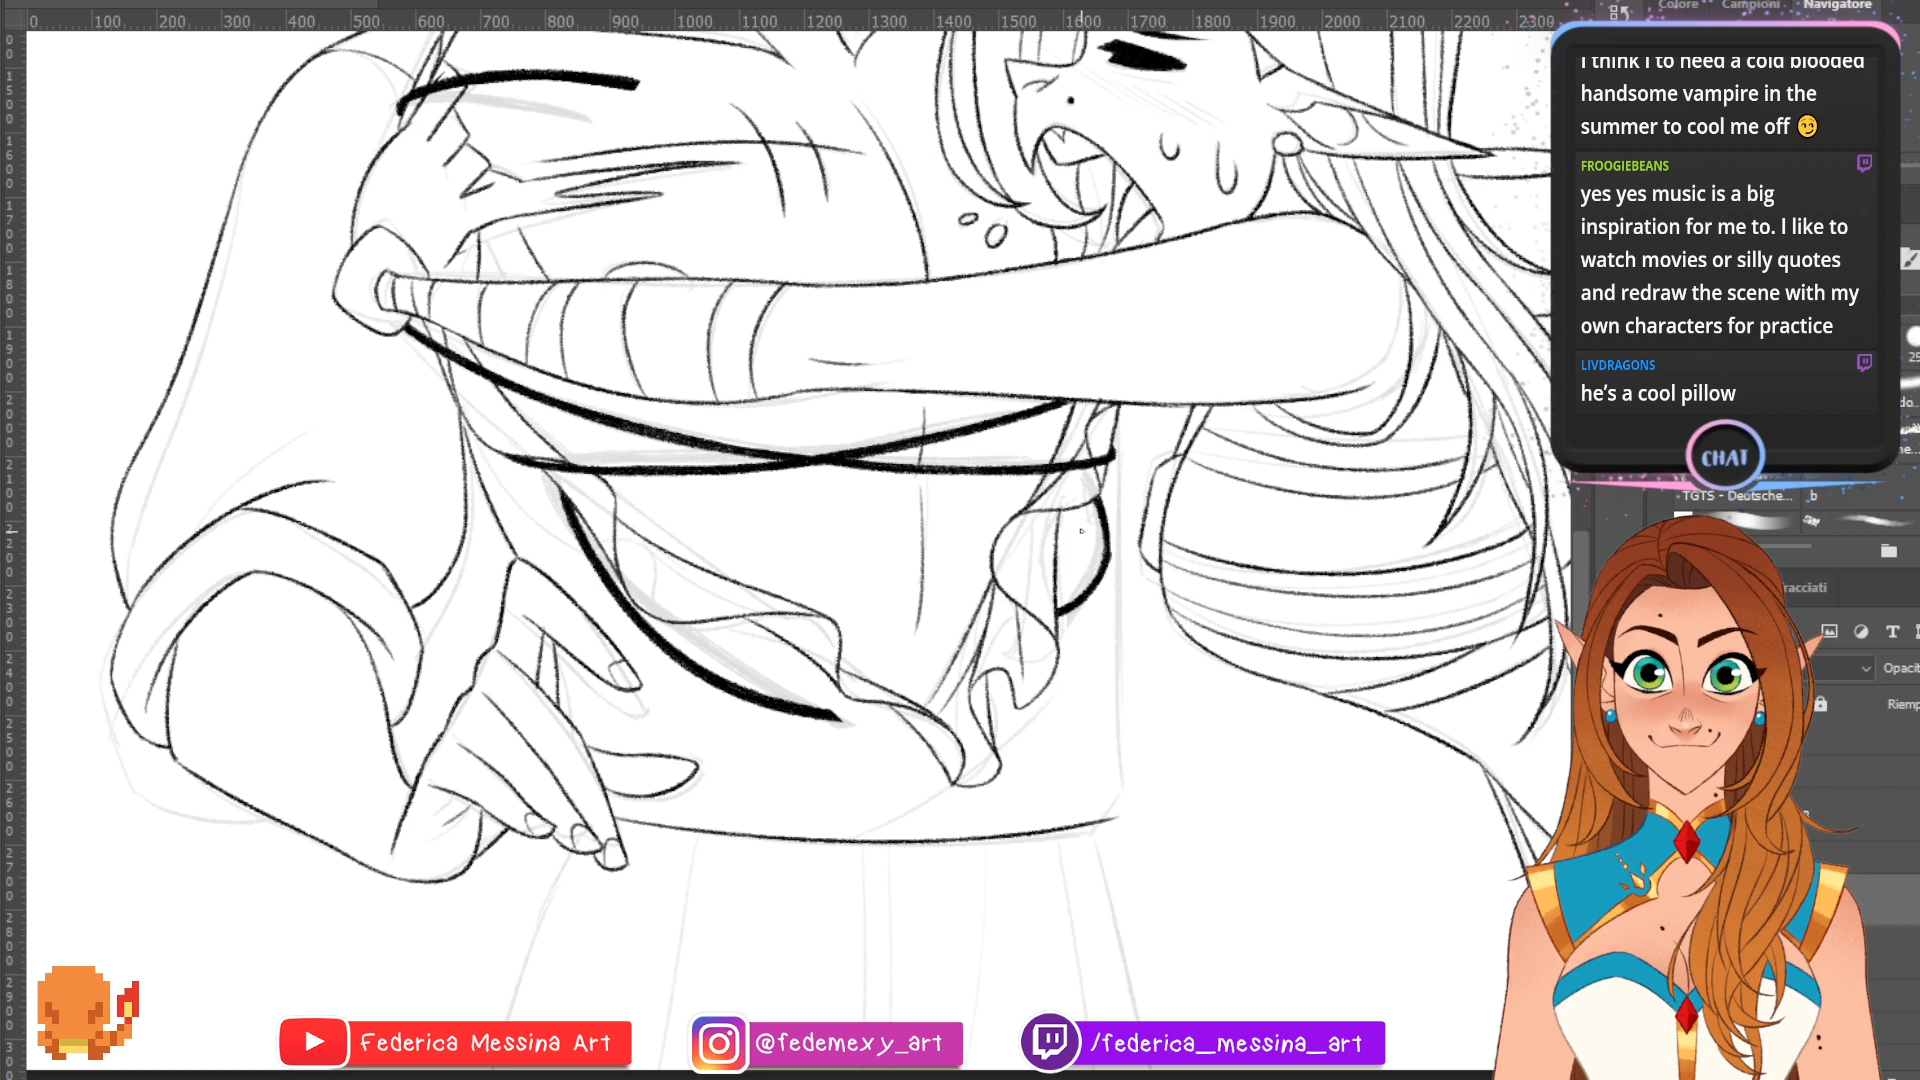 0 100 200 300 400 500 600 700 800 900 1000 1100 1200 1300 1400 1500 1600 1700 1800 1900 2000 2100 2200 2300
Colore Campioni Navigatore
I think I to need a cold blooded
handsome vampire in the
summer to cool me off
FROOGIEBEANS
yes yes music is a big
inspiration for me to. I like to
watch movies or silly quotes
and redraw the scene with my
own characters for practice
LIVDRAGONS
he's a cool pillow
CHAT
TGTS - Deutsche... _b
racciati
T
Opacit
Riemp
Federica Messina Art
@fedemexy_art
/federica_messina_art